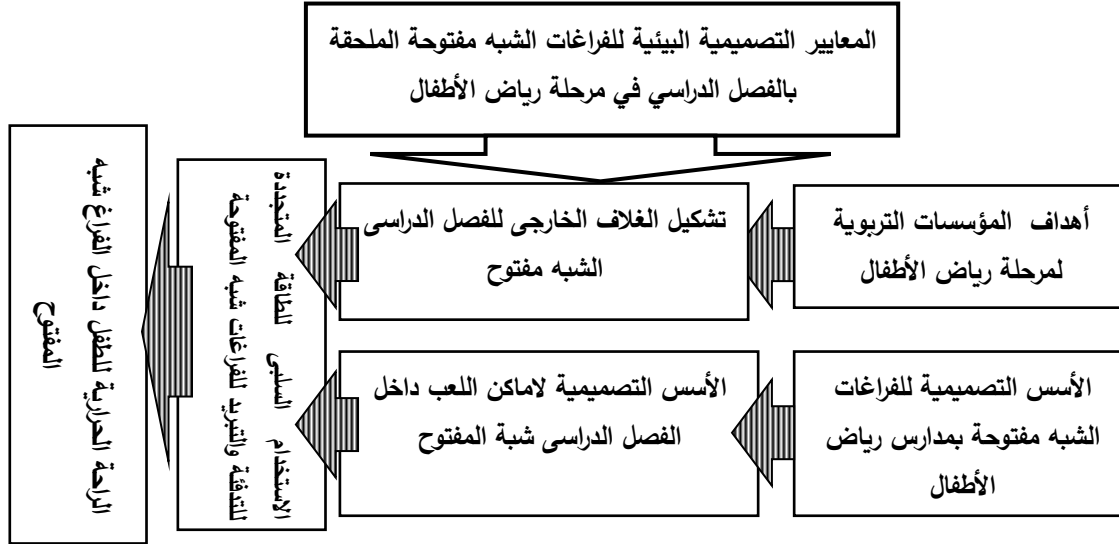 المعايير التصميمية البيئية للفراغات الشبه مفتوحة الملحقة
بالفصل الدراسي في مرحلة رياض الأطفال
أهداف المؤسسات التربوية
لمرحلة رياض الأطفال
تشكيل الغلاف الخارجى للفصل الدراسى
الشبه مفتوح
الأسس التصميمية للفراغات
الشبه مفتوحة بمدارس رياض
الأطفال
الأسس التصميمية لاماكن اللعب داخل
الفصل الدراسى شبة المفتوح
الاستخدام السلبى للطاقة المتجددة
للتدفئة والتبريد للفراغات شبه المفتوحة
الراحة الحرارية للطفل داخل الفراغ شبه
المفتوح